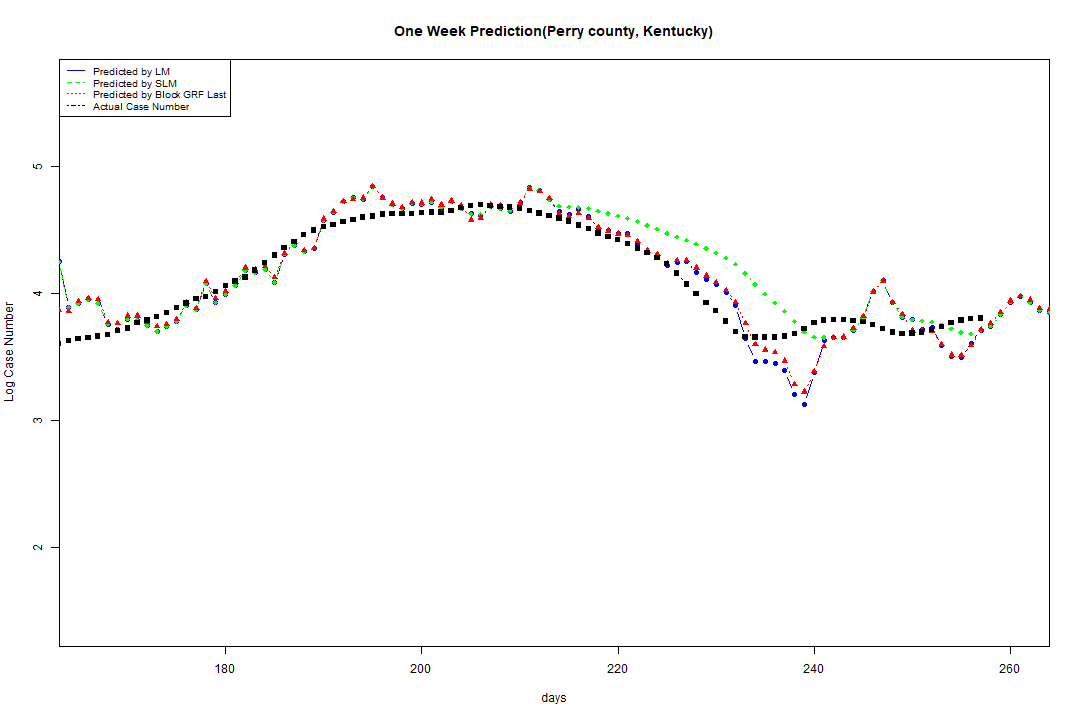 One Week Prediction(Perry county, Kentucky)
Predicted by LM
Predicted by SLM
Predicted by Block GRF Last
Actual Case Number
5
4
3
2
Log Case Number
180 200 220 240 260
days